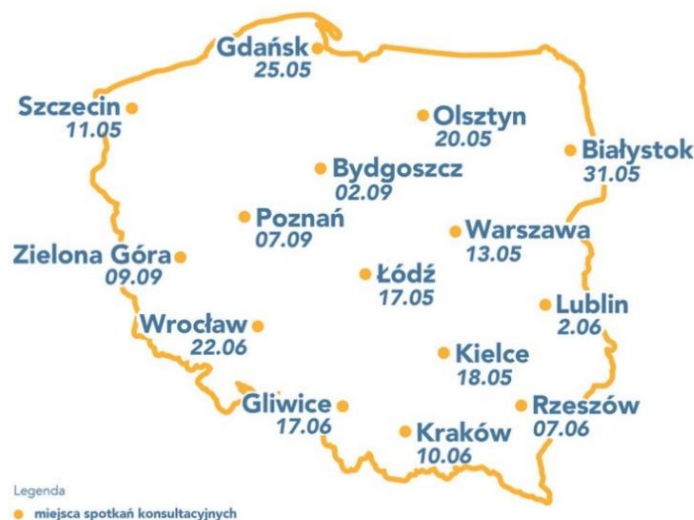 Gdańsk
25.05
Szczecin
11.05
Olsztyn
20.05
Białystok
31.05
Bydgoszcz
02.09
Poznań
07.09
Warszawa
13.05
Zielona Góra
09.09
Łódź
17.05
Lublin
2.06
Wrocław
22.06
Kielce
18.05
Gliwice
17.06
Rzeszów
07.06
Kraków
10.06
Legenda
miejsca spotkań konsultacyjnych